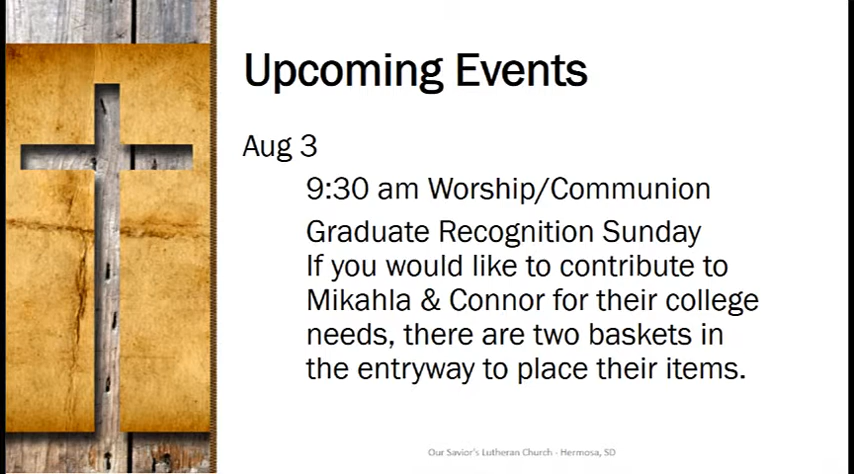 Upcoming Events
Aug 3
9:30 am Worship/Communion
Graduate Recognition Sunday
If you would like to contribute to
Mikahla & Connor for their college
needs, there are two baskets in
the entryway to place their items.
Our Savior's Lutheran Church - Hermosa, SD